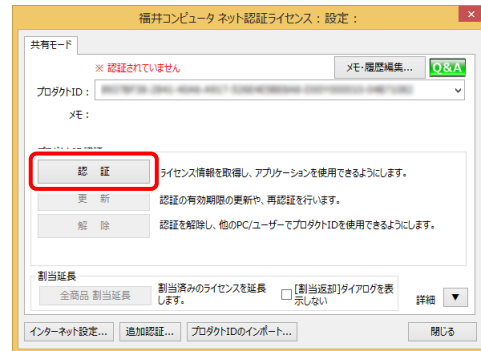 福井コンピュータ ネット認証ライセンス：設定：
共有モード
※ 認証されていません
メモ・履歴編集...
Q&A
プロダクトID：
メモ：
認 証
ライセンス情報を取得し、アプリケーションを使用できるようにします。
更 新
認証の有効期限の更新や、再認証を行います。
解 除
認証を解除し、他のPC/ユーザーでプロダクトIDを使用できるようにします。
割当延長
全商品 割当延長
割当済みのライセンスを延長
します。
[割当返却]ダイアログを表
示しない
詳細
インターネット設定...
追加認証...
プロダクトIDのインポート...
閉じる